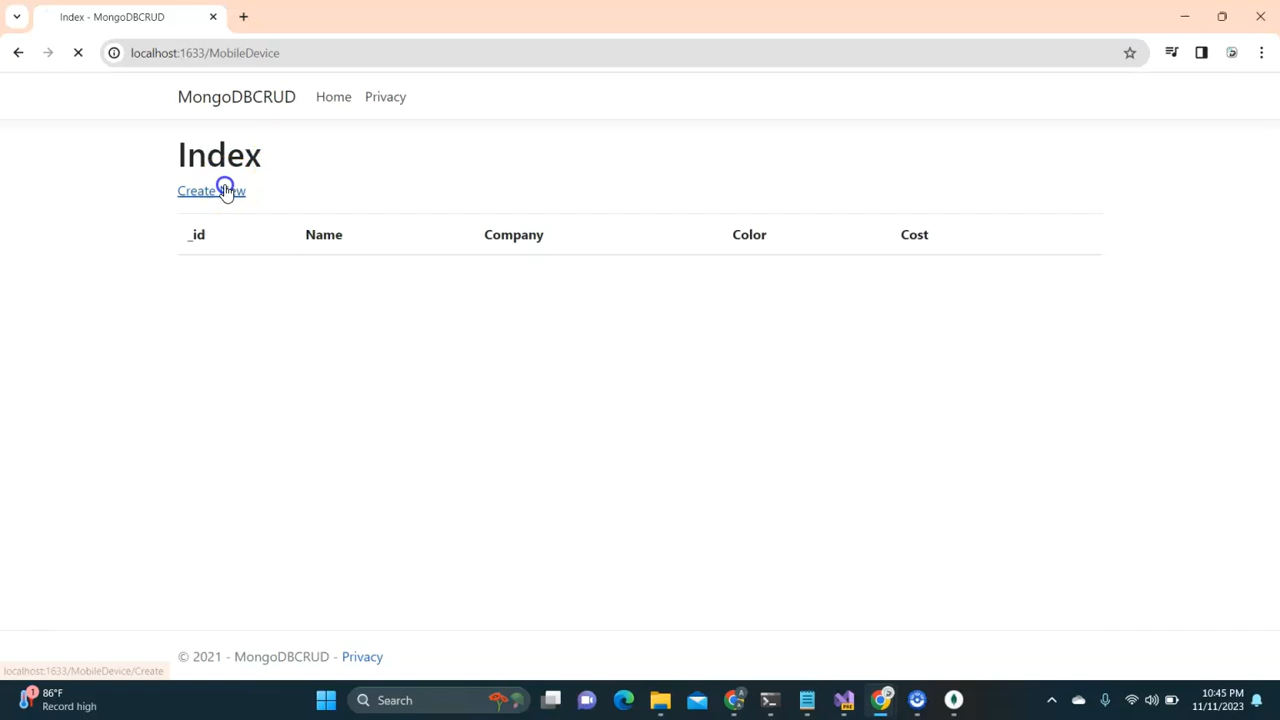 Index - MongoDBCRUD
localhost:1633/MobileDevice
MongoDBCRUD Home Privacy
Index
Create New
_id Name Company Color Cost
© 2021 - MongoDBCRUD - Privacy
localhost:1633/MobileDevice/Create
1
86°F
Record high
Search
10:45 PM
11/11/2023